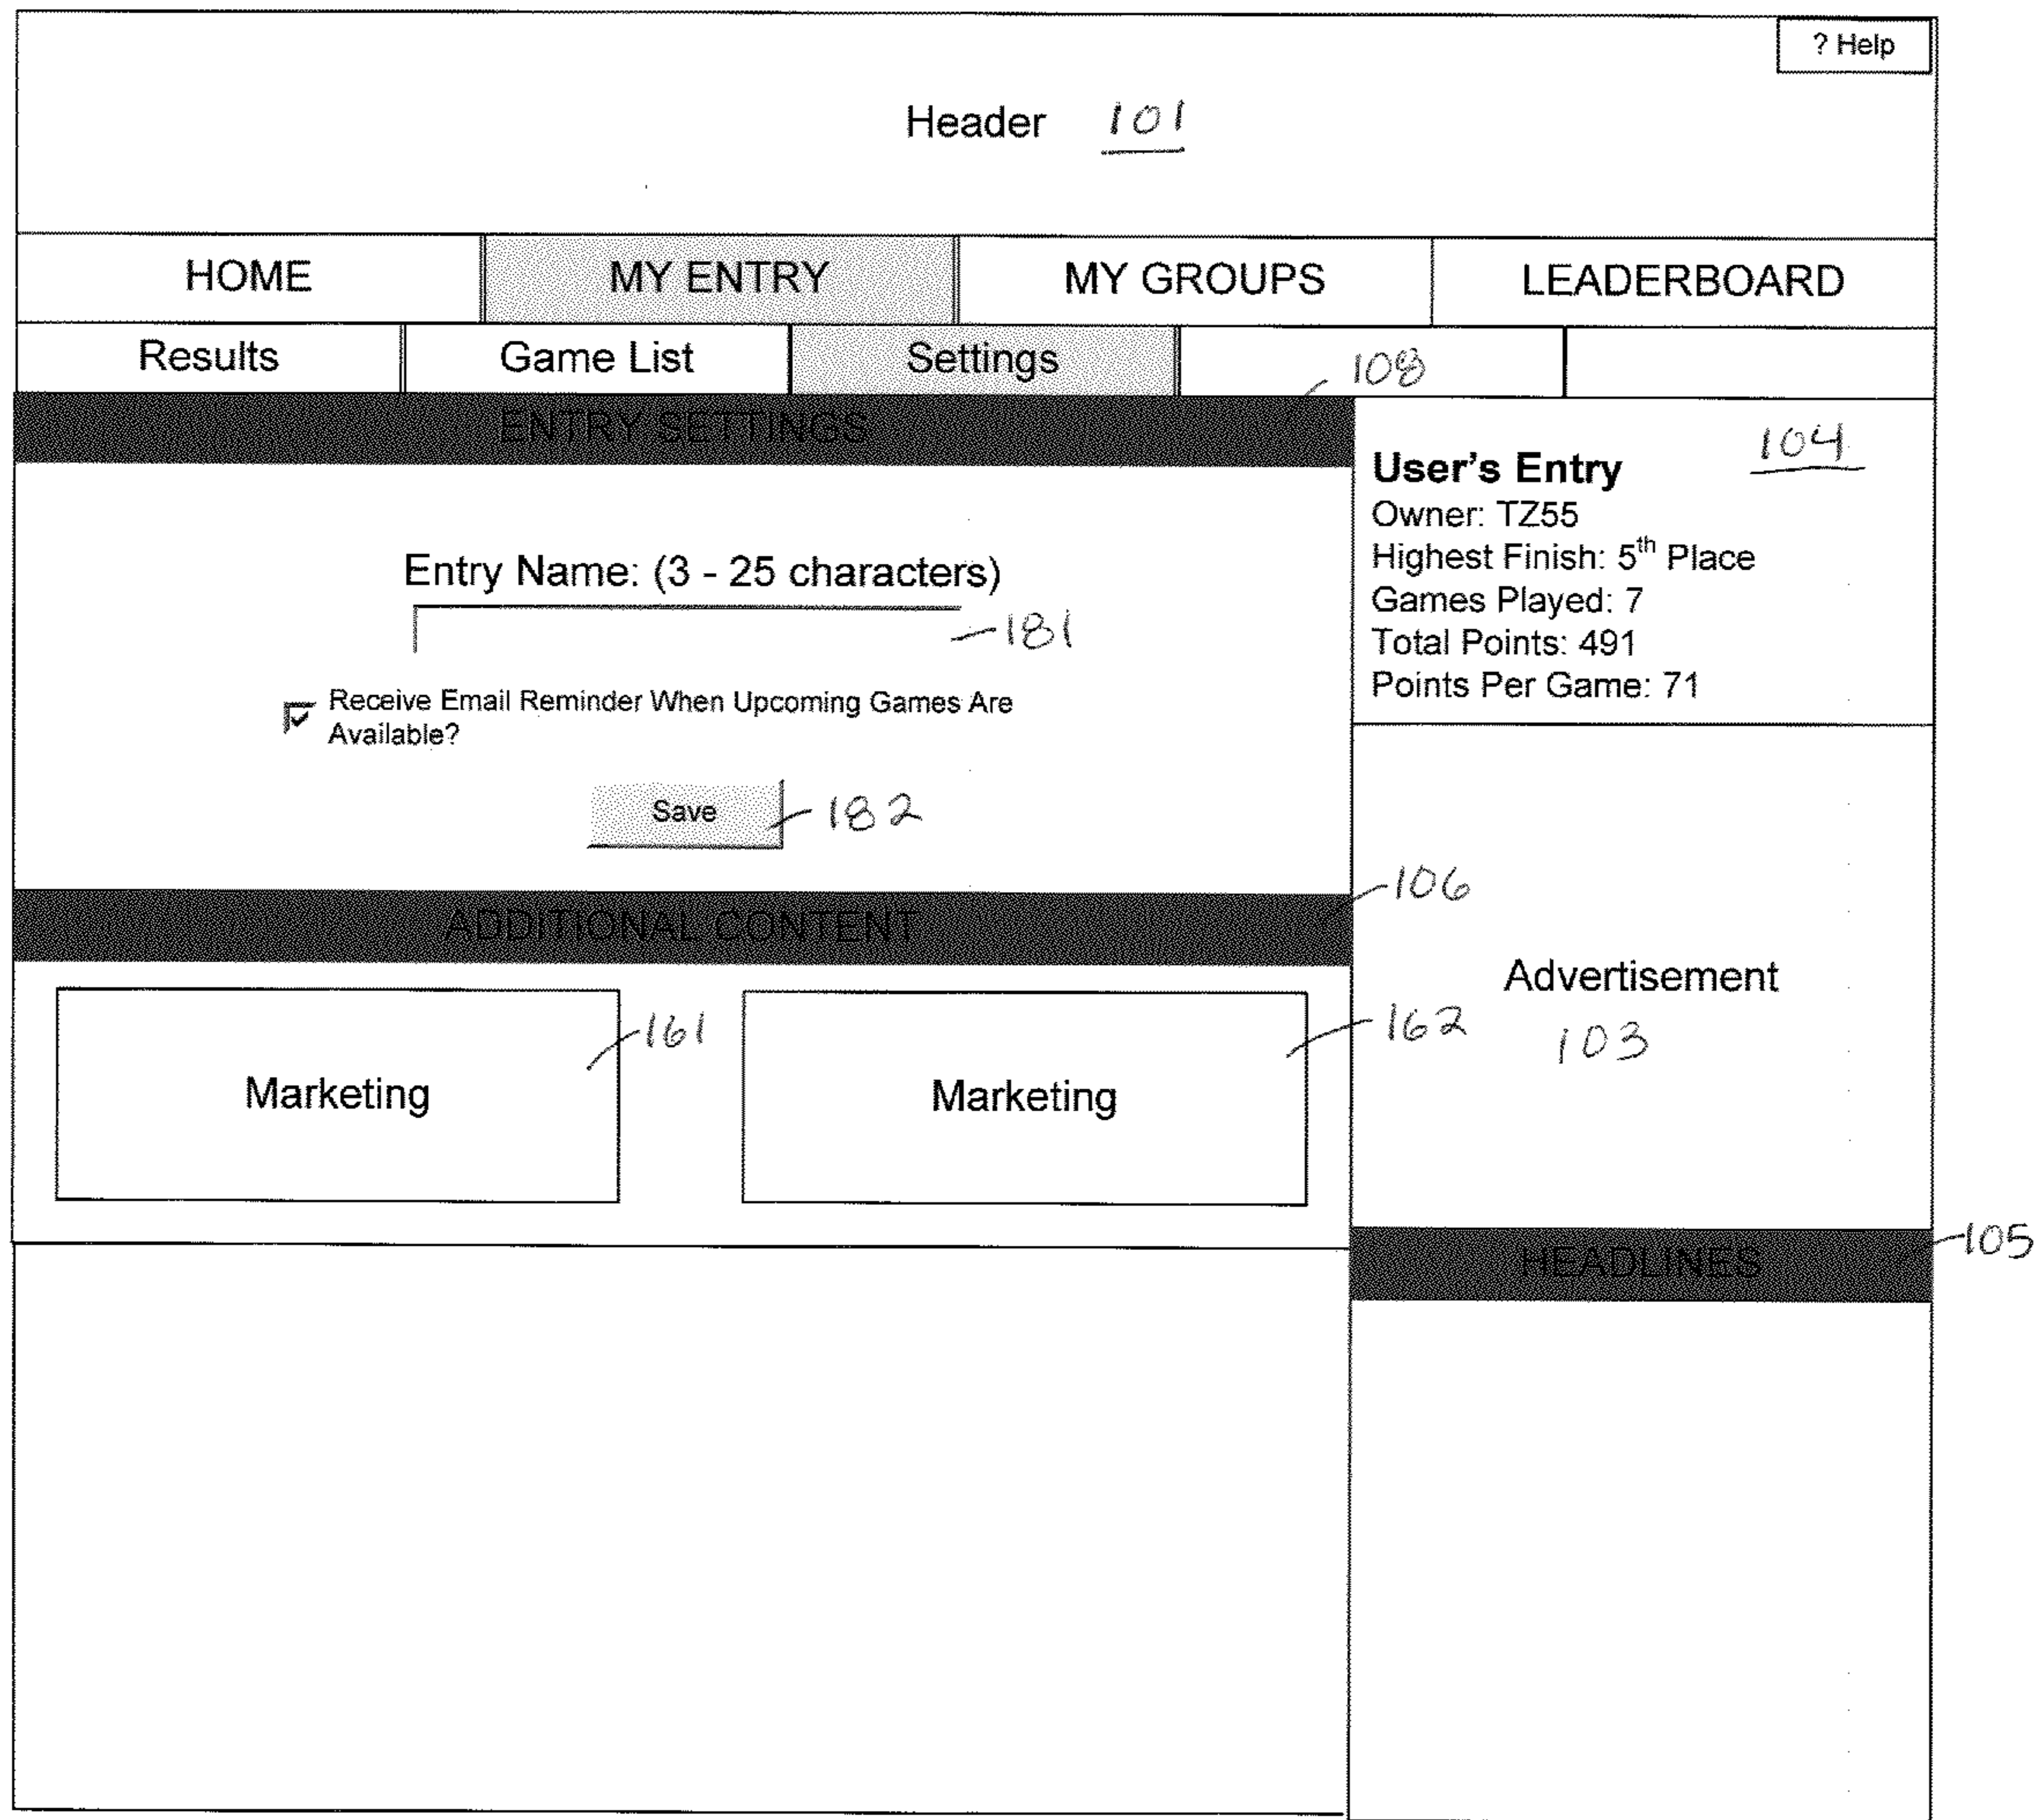 ? Help
Header 101
HOME MY ENTRY MY GROUPS LEADERBOARD
Results Game List Settings
108
ENTRY SETTINGS
104
User's Entry
Owner: TZ55
Highest Finish: 5th Place
Games Played: 7
Total Points: 491
Points Per Game: 71
Entry Name: (3 - 25 characters)
181
Receive Email Reminder When Upcoming Games Are
Available?
Save 182
106
ADDITIONAL CONTENT
Advertisement
103
161
Marketing
162
Marketing
105
HEADLINES